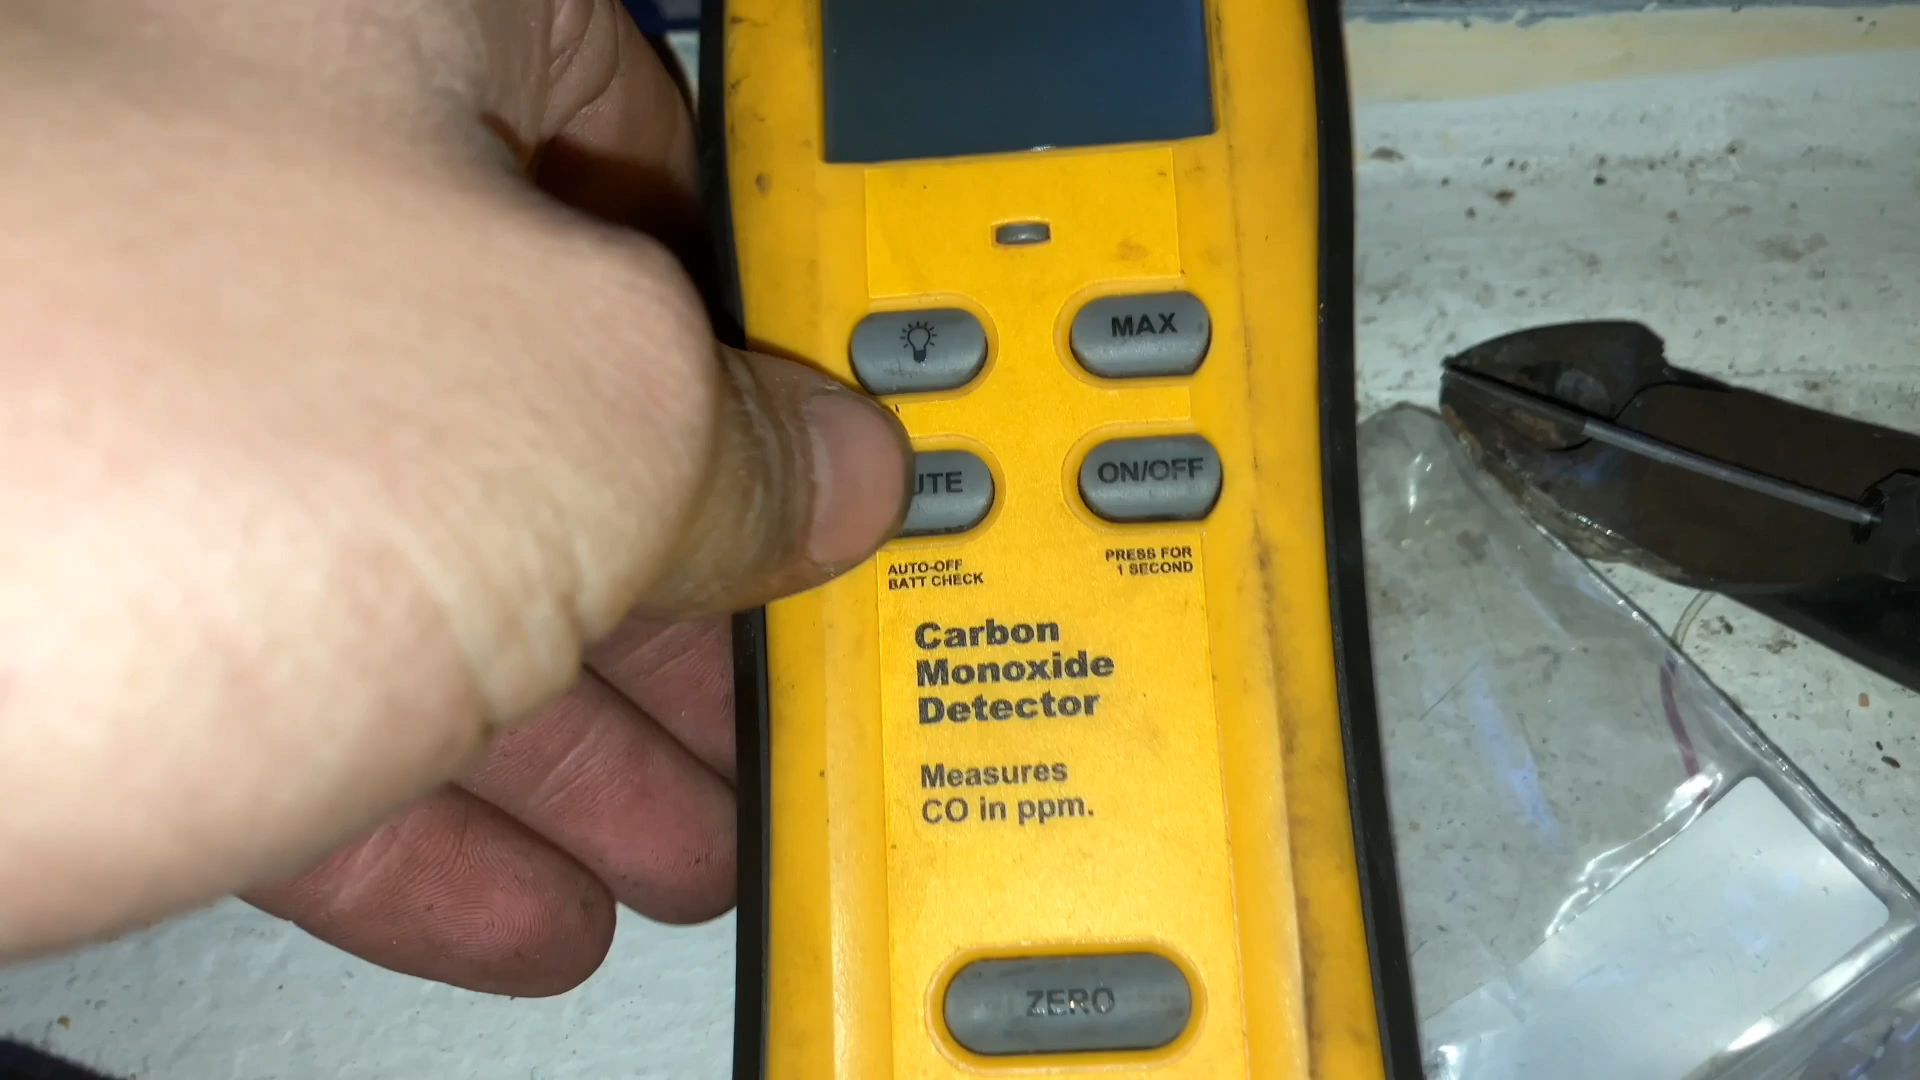 MAX
UTE
ON/OFF
AUTO-OFF
BATT CHECK
PRESS FOR
1 SECOND
Carbon
Monoxide
Detector
Measures
CO in ppm.
ZERO